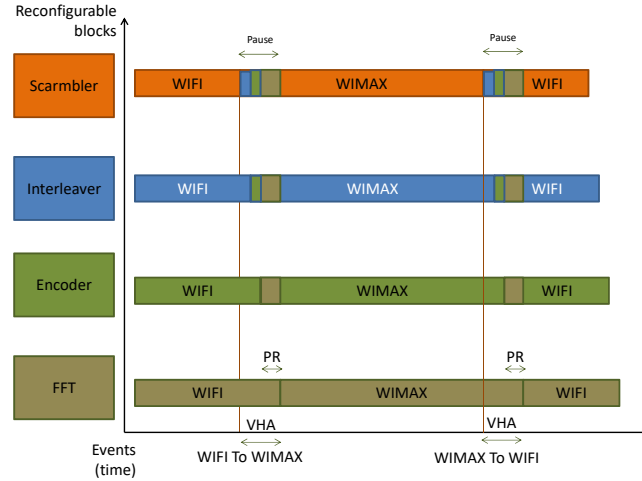 Reconfigurable
blocks
Pause
Pause
Scarmbler
WIFI
WIMAX
WIFI
Interleaver
WIFI
WIMAX
WIFI
Encoder
WIFI
WIMAX
WIFI
PR
PR
FFT
WIFI
WIMAX
WIFI
VHA
VHA
Events
(time)
WIFI To WIMAX
WIMAX To WIFI